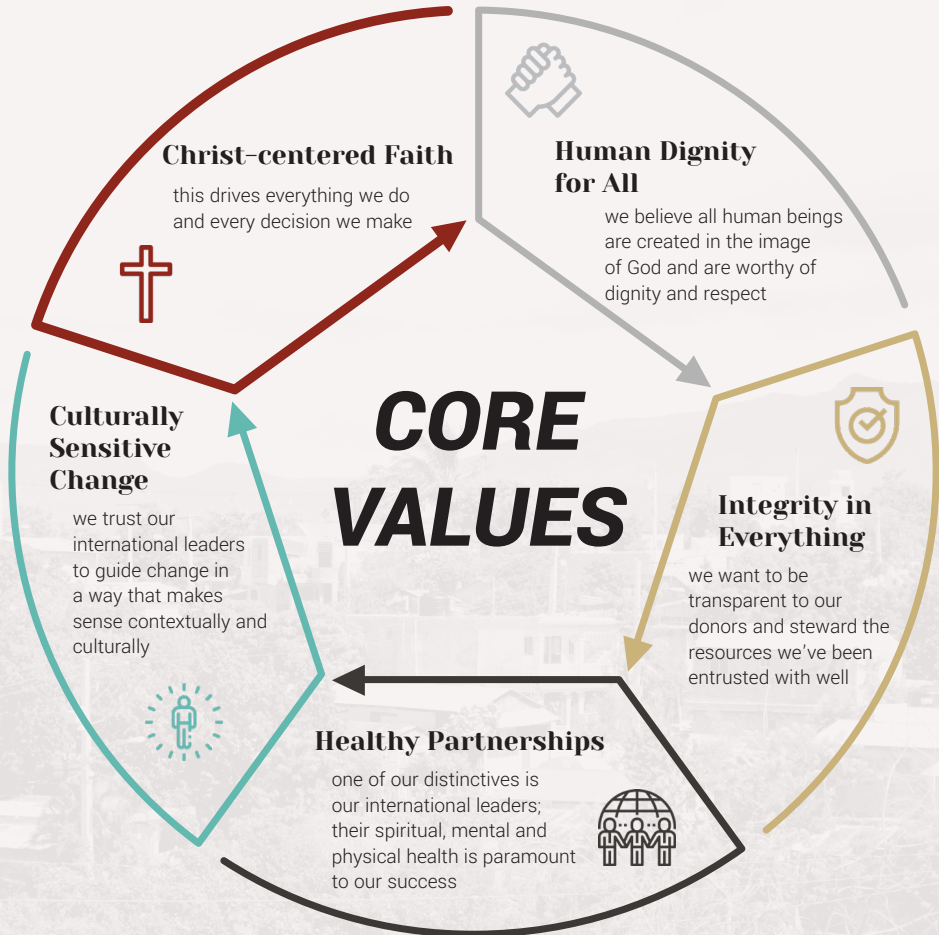 Christ-centered Faith
this drives everything we do
and every decision we make
Human Dignity
for All
we believe all human beings
are created in the image
of God and are worthy of
dignity and respect
CORE
VALUES
Culturally
Sensitive
Change
we trust our
international leaders
to guide change in
a way that makes
sense contextually and
culturally
Integrity in
Everything
we want to be
transparent to our
donors and steward the
resources we've been
entrusted with well
Healthy Partnerships
one of our distinctives is
our international leaders;
their spiritual, mental and
physical health is paramount
to our success